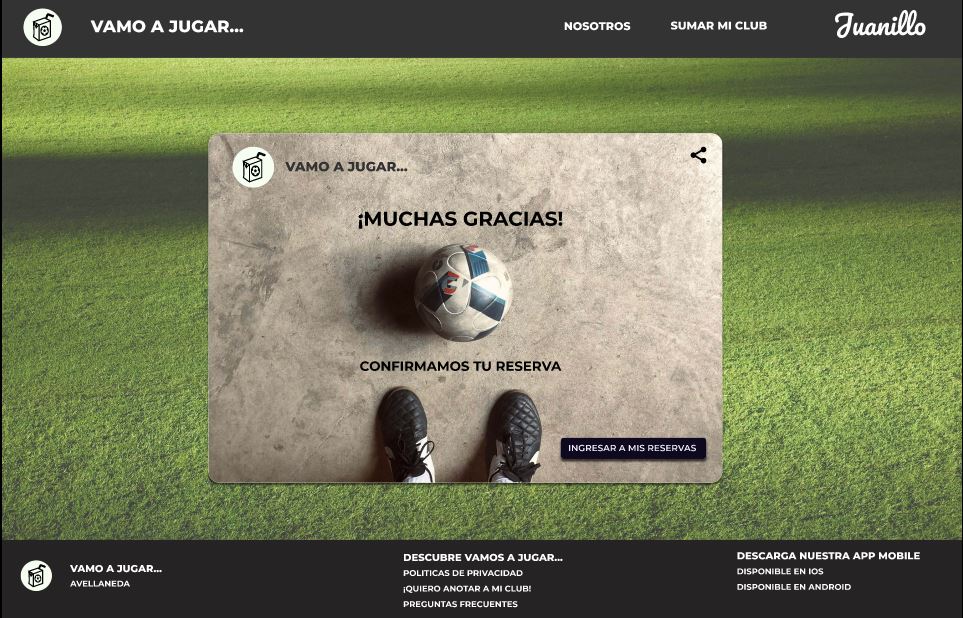 VAMO A JUGAR...
NOSOTROS
SUMAR MI CLUB
Juanillo
VAMO A JUGAR...
¡MUCHAS GRACIAS!
CONFIRMAMOS TU RESERVA
INGRESAR A MIS RESERVAS
VAMO A JUGAR...
AVELLANEDA
DESCUBRE VAMOS A JUGAR...
POLITICAS DE PRIVACIDAD
¡QUIERO ANOTAR A MI CLUB!
PREGUNTAS FRECUENTES
DESCARGA NUESTRA APP MOBILE
DISPONIBLE EN IOS
DISPONIBLE EN ANDROID